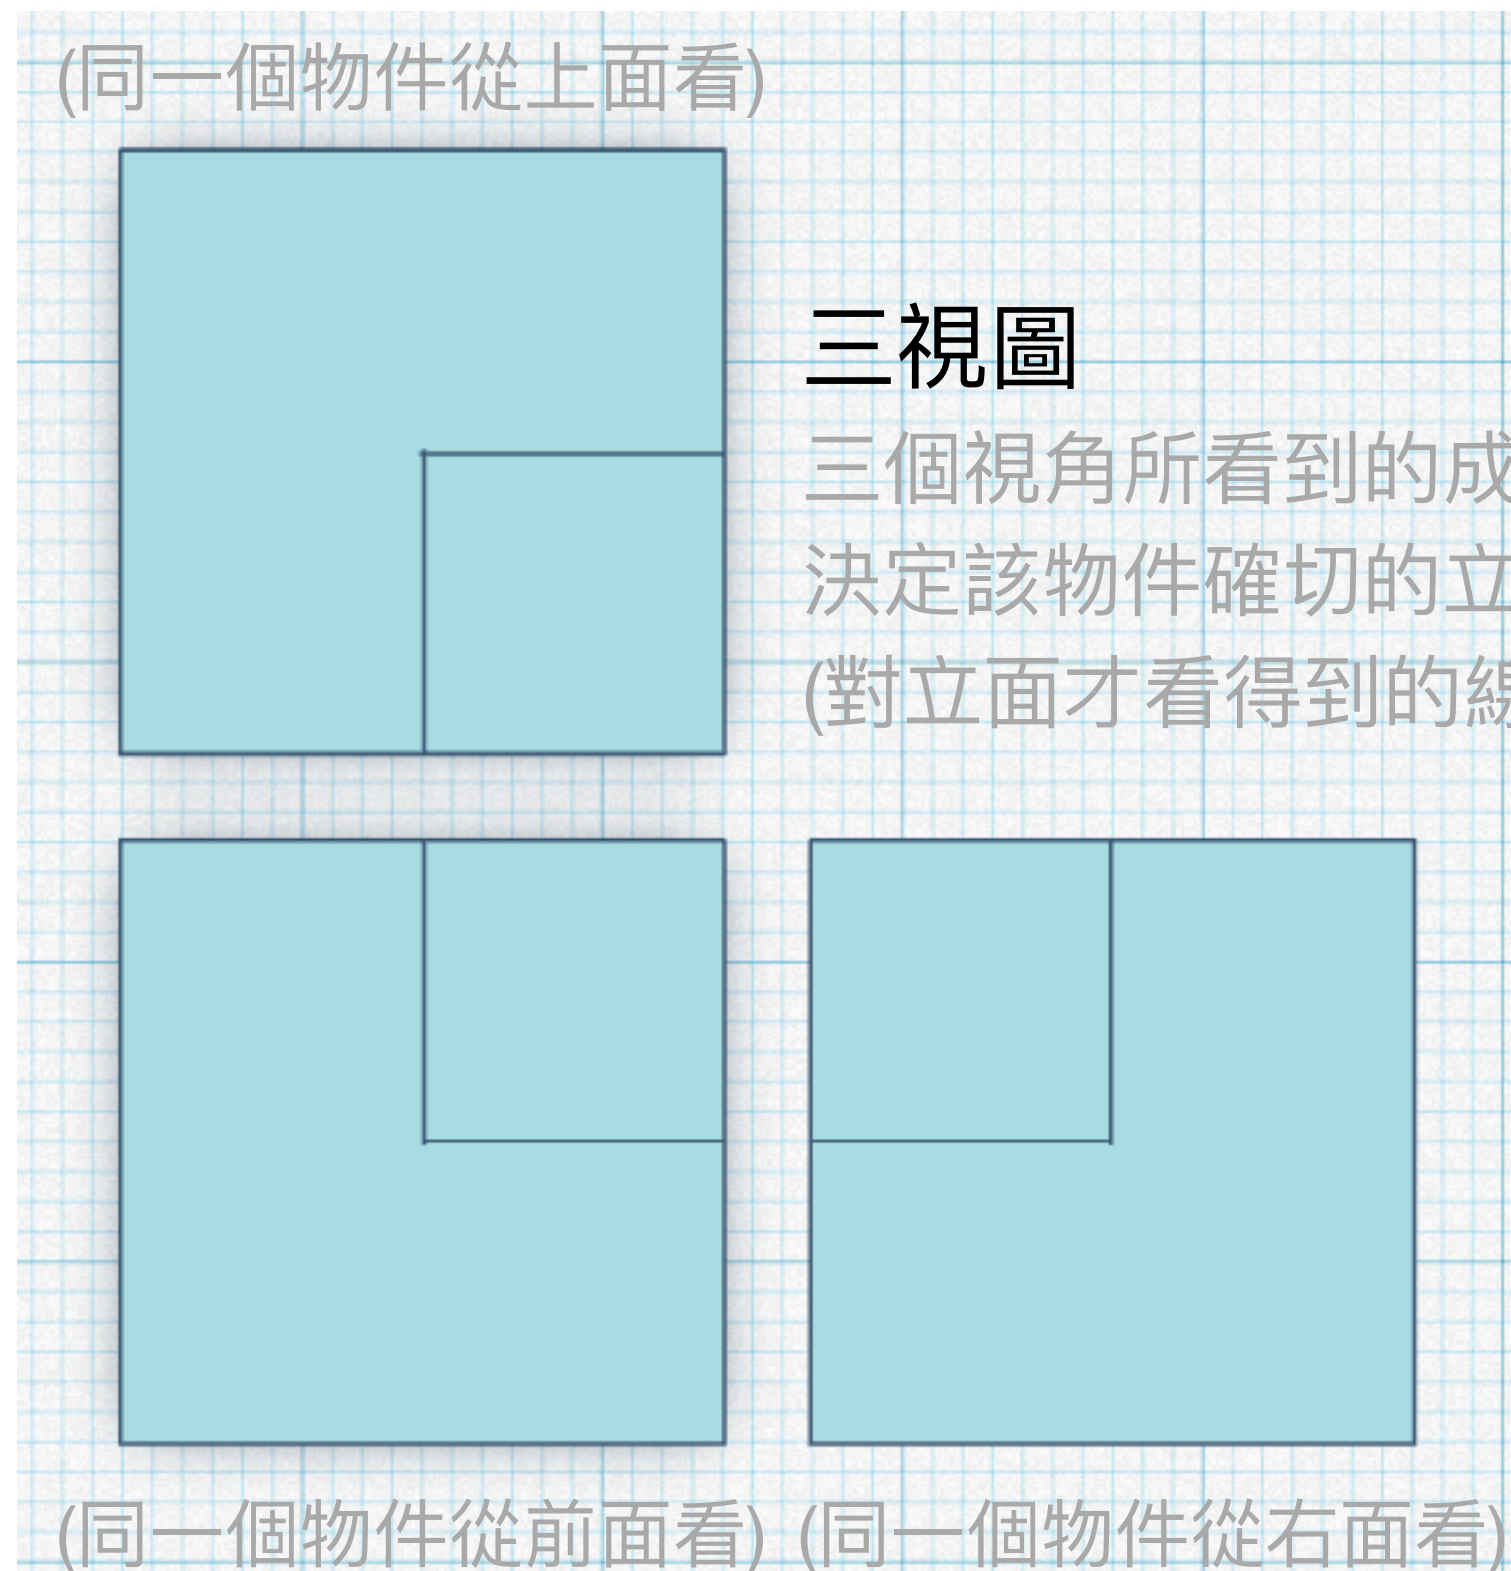 (同一個物件從上面看)
三視圖
三個視角所看到的成
決定該物件確切的立
(對立面才看得到的
(同一個物件從前面看) (同一個物件從右面看)